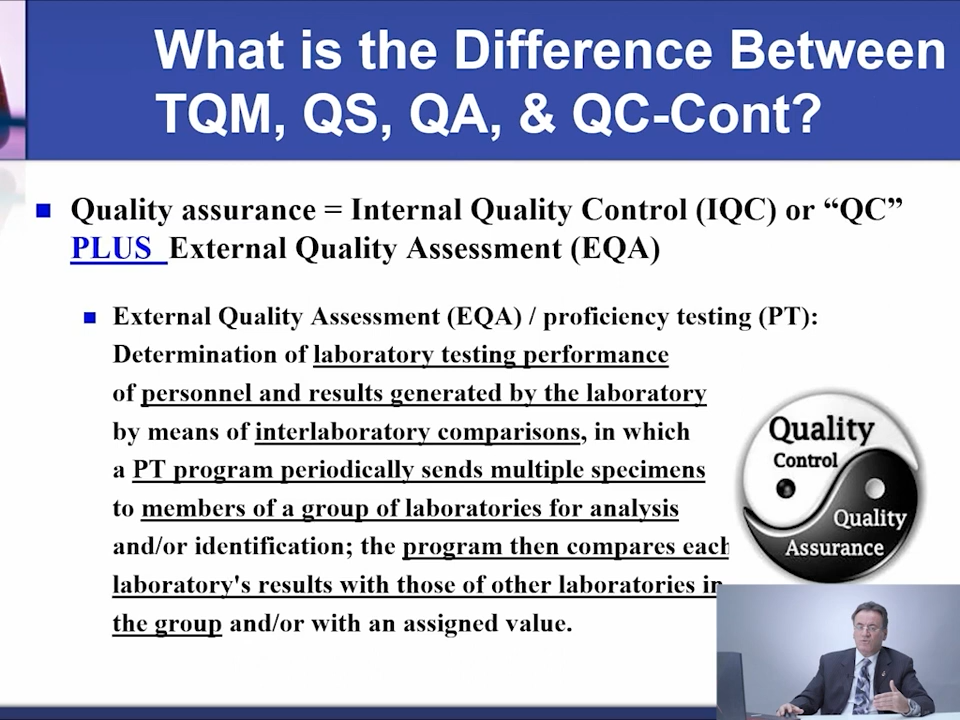 What is the Difference Between
TQM, QS, QA, & QC-Cont?
Quality assurance = Internal Quality Control (IQC) or “QC”
PLUS External Quality Assessment (EQA)
External Quality Assessment (EQA) / proficiency testing (PT):
Determination of laboratory testing performance
of personnel and results generated by the laboratory
by means of interlaboratory comparisons, in which
a PT program periodically sends multiple specimens
to members of a group of laboratories for analysis
and/or identification; the program then compares each
laboratory's results with those of other laboratories in
the group and/or with an assigned value.
Quality
Control
Quality
Assurance